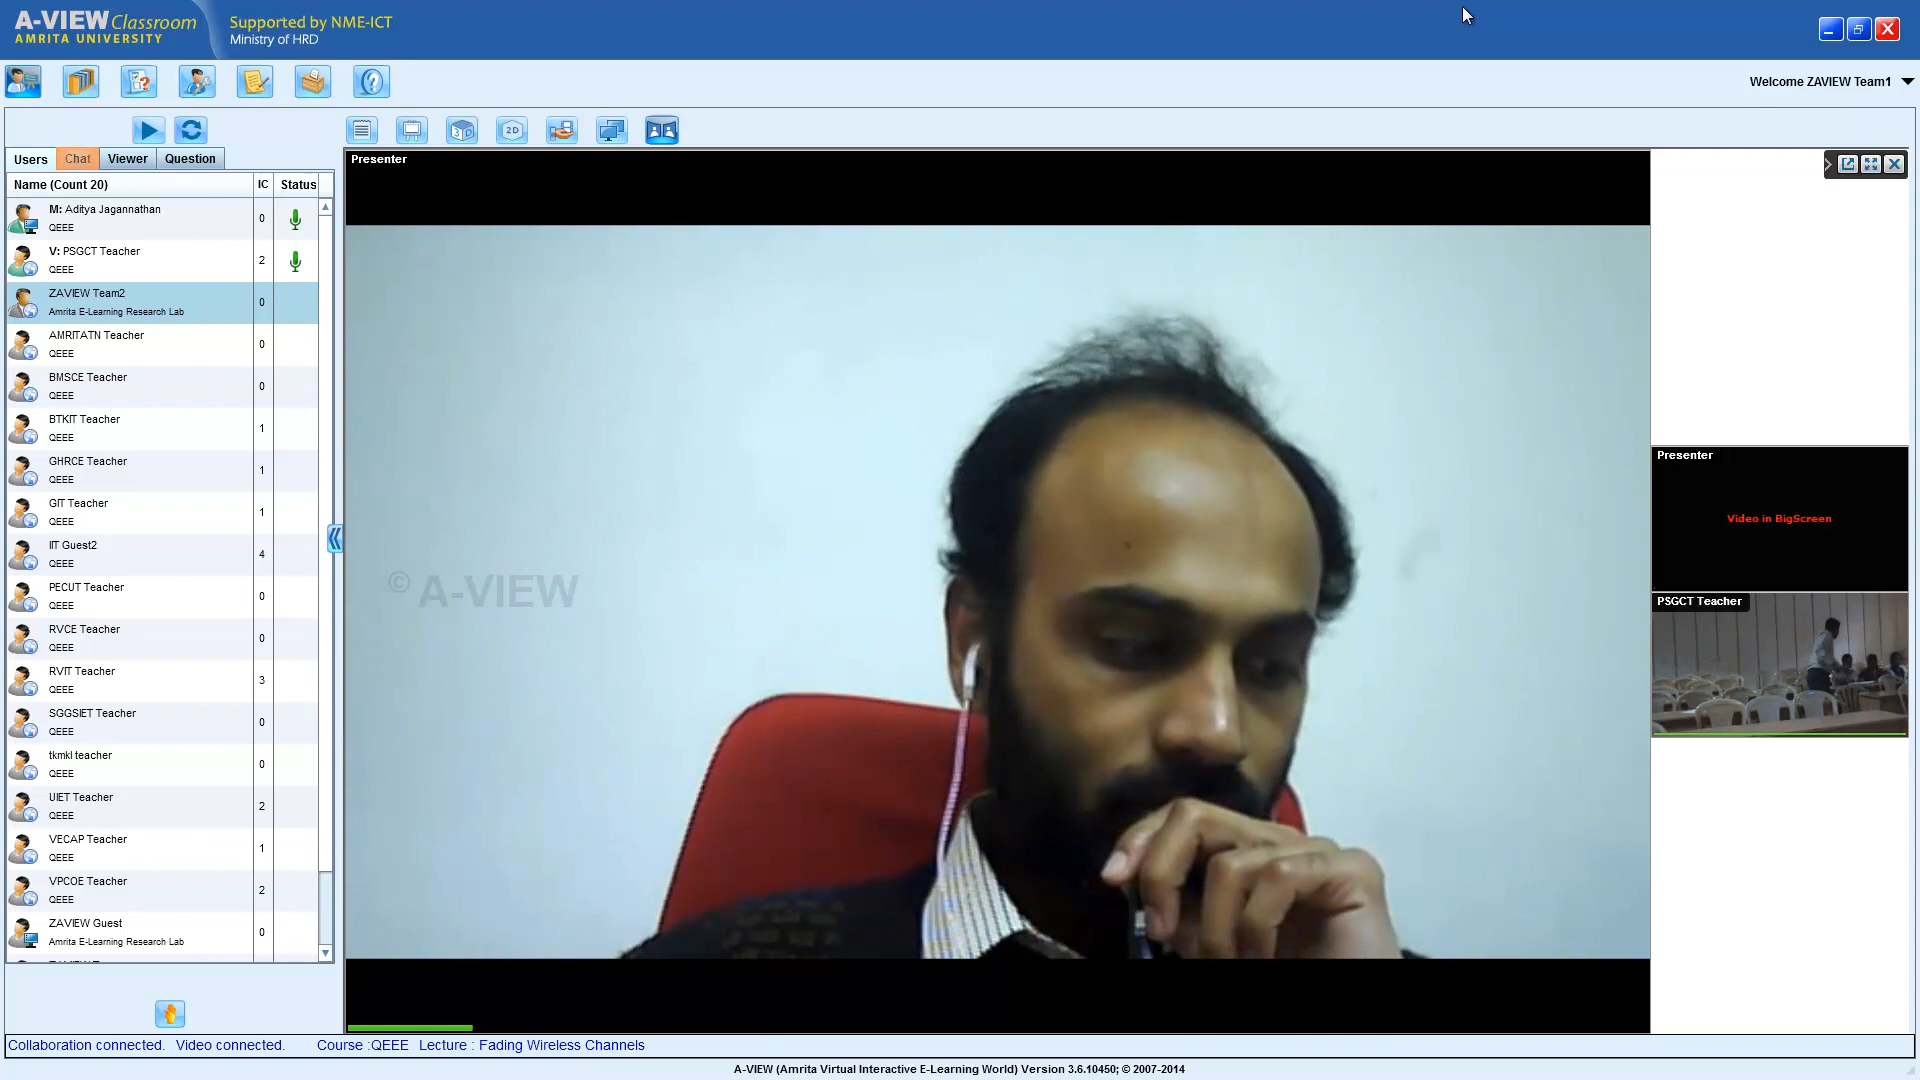 A-VIEW Classroom
AMRITA UNIVERSITY
Supported by NME-ICT
Ministry of HRD
Welcome ZAVIEW Team1
3D
2D
Users
Chat
Viewer
Question
Name (Count 20)
IC
Status
M: Aditya Jagannathan
QEEE
0
V: PSGCT Teacher
QEEE
2
ZAVIEW Team2
Amrita E-Learning Research Lab
0
AMRITATN Teacher
QEEE
0
BMSCE Teacher
QEEE
0
BTKIT Teacher
QEEE
1
GHRCE Teacher
QEEE
1
GIT Teacher
QEEE
1
IIT Guest2
QEEE
4
PECUT Teacher
QEEE
0
RVCE Teacher
QEEE
0
RVIT Teacher
QEEE
3
SGGSIET Teacher
QEEE
0
tkmkl teacher
QEEE
0
UIET Teacher
QEEE
2
VECAP Teacher
QEEE
1
VPCOE Teacher
QEEE
2
ZAVIEW Guest
Amrita E-Learning Research Lab
0
Presenter
© A-VIEW
Presenter
Video in BigScreen
PSGCT Teacher
Collaboration connected. Video connected. Course :QEEE Lecture : Fading Wireless Channels
A-VIEW (Amrita Virtual Interactive E-Learning World) Version 3.6.10450; © 2007-2014